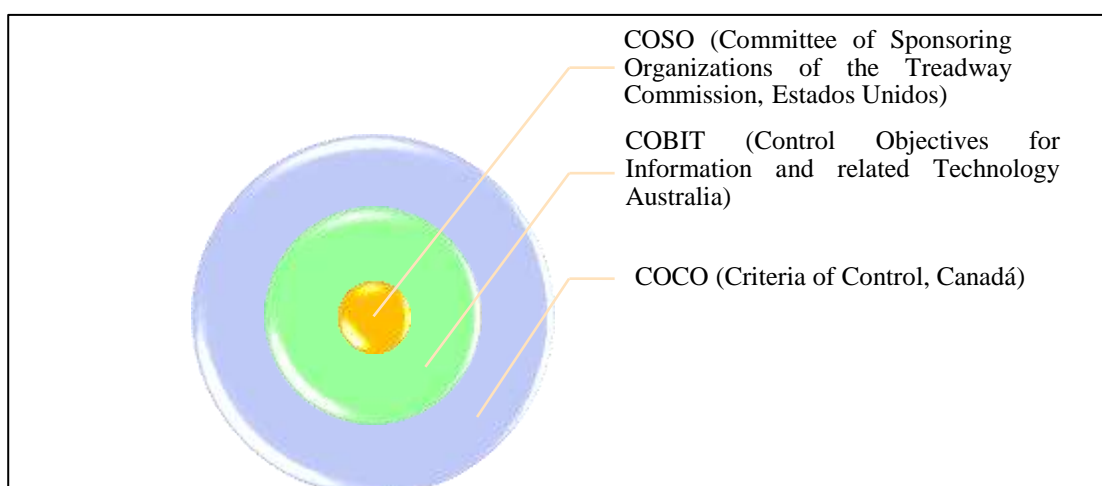 COSO (Committee of Sponsoring
Organizations of the Treadway
Commission, Estados Unidos)
COBIT (Control Objectives for
Information and related Technology
Australia)
COCO (Criteria of Control, Canadá)